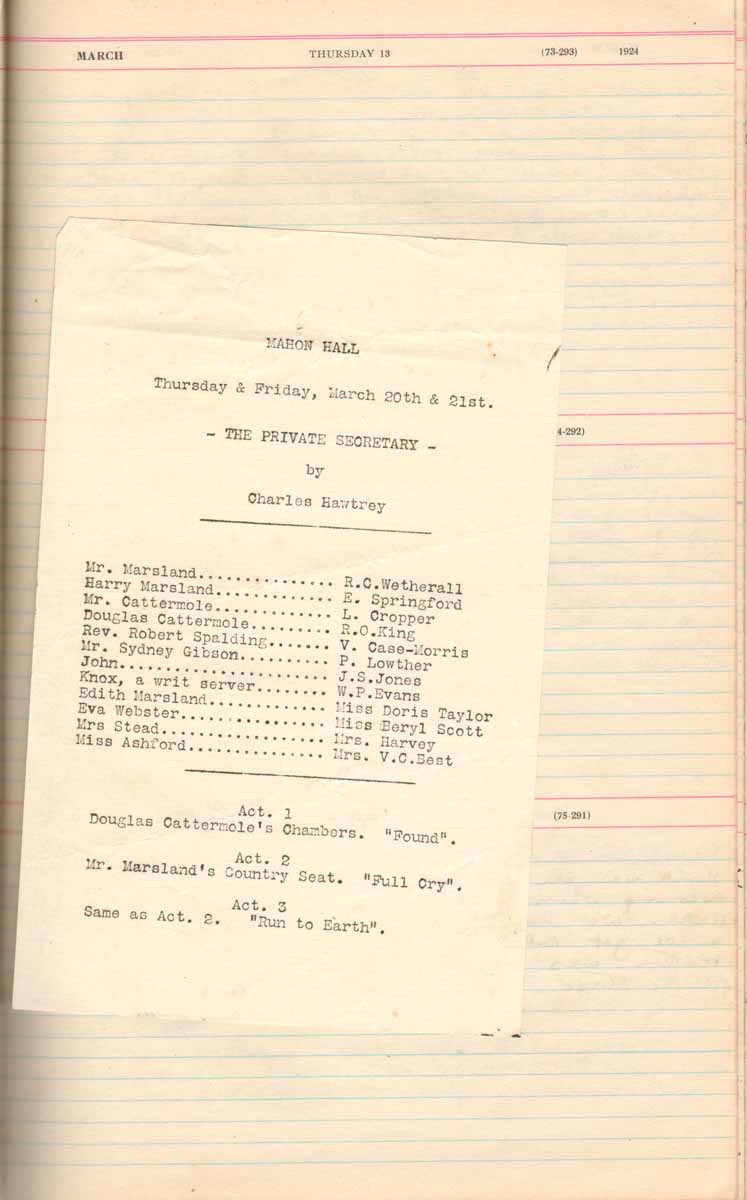 MARCH THURSDAY 13 (73-293) 1924
MAHON HALL
Thursday & Friday, March 20th & 21st.
- THE PRIVATE SECRETARY -
by
Charles Hawtrey
4-292)
Mr. Marsland............... R.C.Wetherall
Harry Marsland............. E. Springford
Mr. Cattermole............. L. Cropper
Douglas Cattermole......... R.O.King
Rev. Robert Spalding....... V. Case-Morris
Mr. Sydney Gibson.......... P. Lowther
John....................... J.S.Jones
Knox, a writ server........ W.P.Evans
Edith Marsland............. Miss Doris Taylor
Eva Webster................ Miss Beryl Scott
Mrs Stead.................. Mrs. Harvey
Miss Ashford............... Mrs. V.C.Best
Act. 1
Douglas Cattermole's Chambers. "Found".
(75-291)
Act. 2
Mr. Marsland's Country Seat. "Full Cry".
Act. 3
Same as Act. 2. "Run to Earth".